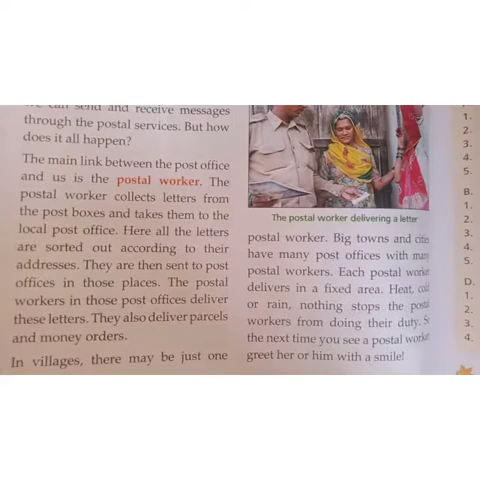 we can send and receive messages
through the postal services. But how
does it all happen?
The main link between the post office
and us is the postal worker. The
postal worker collects letters from
the post boxes and takes them to the
local post office. Here all the letters
are sorted out according to their
addresses. They are then sent to post
offices in those places. The postal
workers in those post offices deliver
these letters. They also deliver parcels
and money orders.
In villages, there may be just one
The postal worker delivering a letter
postal worker. Big towns and cities
have many post offices with many
postal workers. Each postal worker
delivers in a fixed area. Heat, cold
or rain, nothing stops the postal
workers from doing their duty. So
the next time you see a postal worker
greet her or him with a smile!
1.
2.
3.
4.
5.
B.
1.
2.
3.
4.
5.
D.
1.
2.
3.
4.